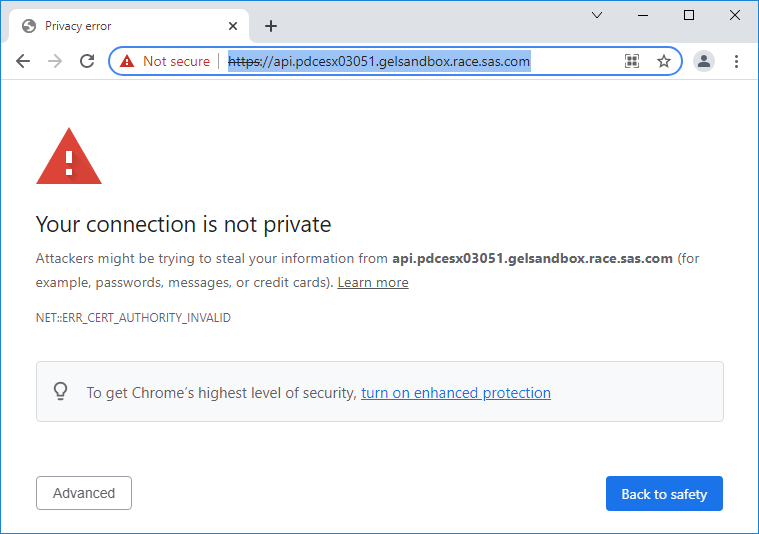 Privacy error
Not secure https://api.pdcesx03051.gelsandbox.race.sas.com
Your connection is not private
Attackers might be trying to steal your information from api.pdcesx03051.gelsandbox.race.sas.com (for
example, passwords, messages, or credit cards). Learn more
NET::ERR_CERT_AUTHORITY_INVALID
To get Chrome's highest level of security, turn on enhanced protection
Advanced
Back to safety